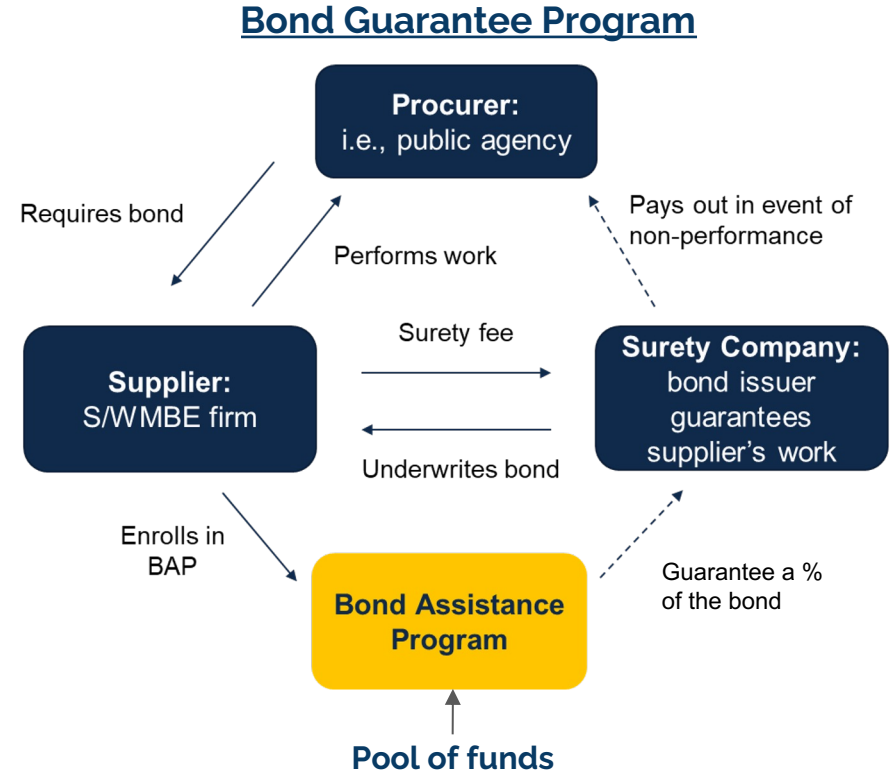 Bond Guarantee Program
Procurer:
i.e., public agency
Requires bond
Performs work
Pays out in event of
non-performance
Supplier:
S/WMBE firm
Surety fee
Underwrites bond
Surety Company:
bond issuer
guarantees
supplier's work
Enrolls in
BAP
Bond Assistance
Program
Guarantee a %
of the bond
Pool of funds